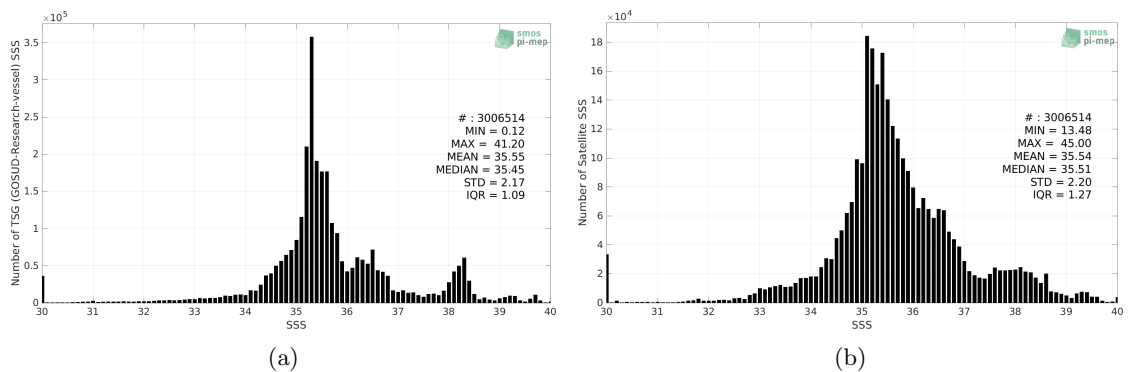 ×10⁵
smos
pi-mep
Number of TSG (GOSUD-Research-vessel) SSS
3.5
3
2.5
2
1.5
1
0.5
0
# : 3006514
MIN = 0.12
MAX = 41.20
MEAN = 35.55
MEDIAN = 35.45
STD = 2.17
IQR = 1.09
30 31 32 33 34 35 36 37 38 39 40
SSS
(a)
×10⁴
smos
pi-mep
Number of Satellite SSS
18
16
14
12
10
8
6
4
2
0
# : 3006514
MIN = 13.48
MAX = 45.00
MEAN = 35.54
MEDIAN = 35.51
STD = 2.20
IQR = 1.27
30 31 32 33 34 35 36 37 38 39 40
SSS
(b)